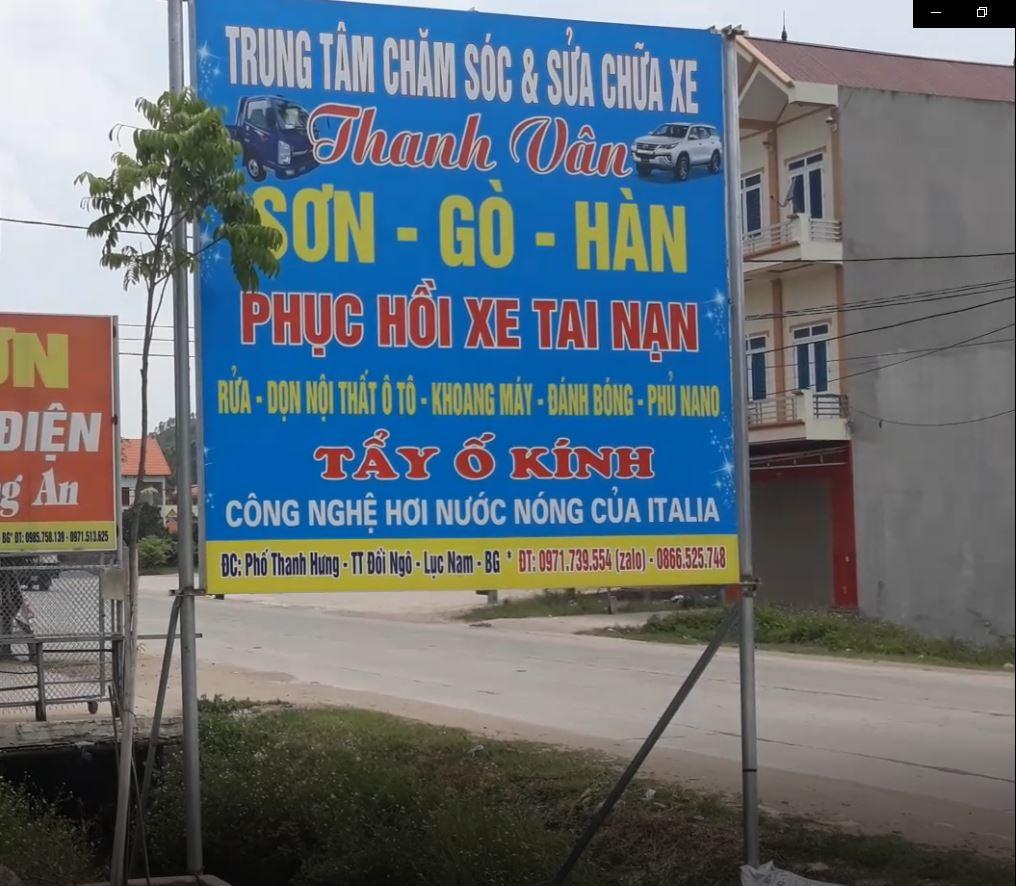 TRUNG TÂM CHĂM SÓC & SỬA CHỮA XE
Thanh Vân
SƠN - GÒ - HÀN
PHỤC HỒI XE TAI NẠN
RỬA - DỌN NỘI THẤT Ô TÔ - KHOANG MÁY - ĐÁNH BÓNG - PHỦ NANO
TẨY Ố KÍNH
CÔNG NGHỆ HƠI NƯỚC NÓNG CỦA ITALIA
ĐC: Phố Thanh Hưng - TT Đồi Ngô - Lục Nam - BG * ĐT: 0971.739.554 (zalo) - 0866.525.748
ĐIỆN
An
BG* ĐT: 0985.758.139 - 0971.513.625